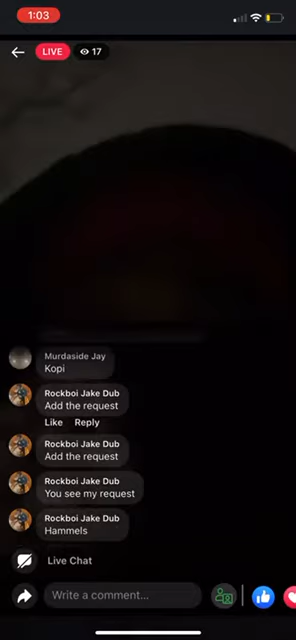 1:03
LIVE
17
Murdaside Jay
Kopi
Rockboi Jake Dub
Add the request
Like Reply
Rockboi Jake Dub
Add the request
Rockboi Jake Dub
You see my request
Rockboi Jake Dub
Hammels
Live Chat
Write a comment...